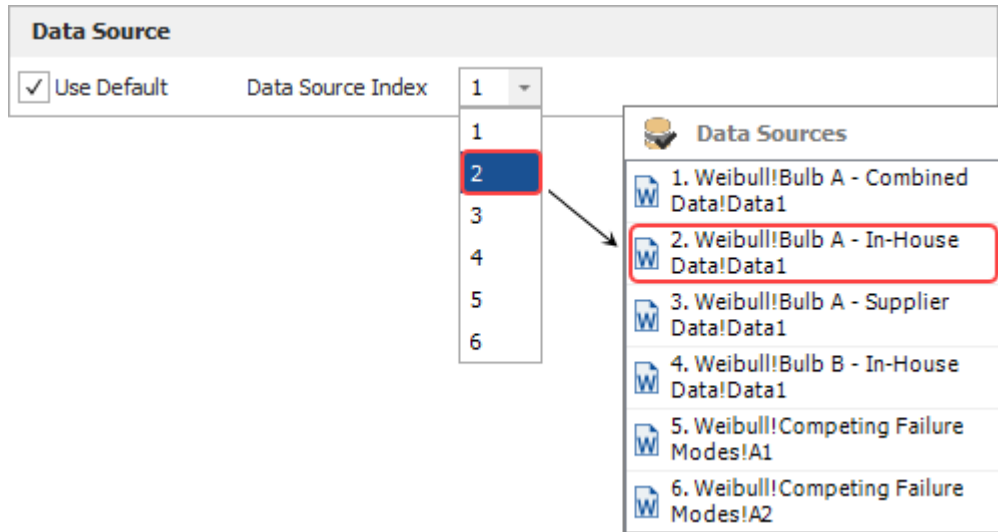 Data Source
Use Default Data Source Index 1
1
2
3
4
5
6
Data Sources
W 1. Weibull!Bulb A - Combined
Data!Data1
W 2. Weibull!Bulb A - In-House
Data!Data1
W 3. Weibull!Bulb A - Supplier
Data!Data1
W 4. Weibull!Bulb B - In-House
Data!Data1
W 5. Weibull!Competing Failure
Modes!A1
W 6. Weibull!Competing Failure
Modes!A2